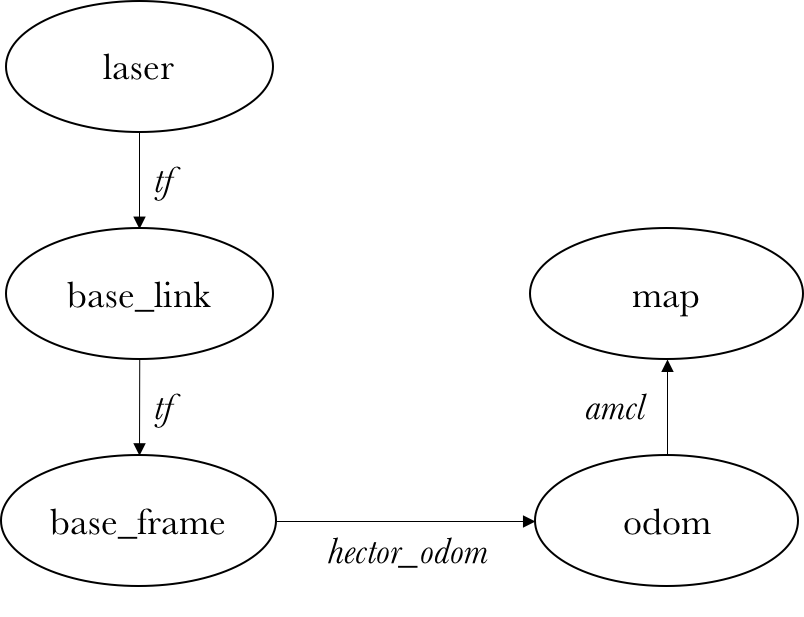 laser
tf
base_link
map
tf
amcl
base_frame
odom
hector_odom